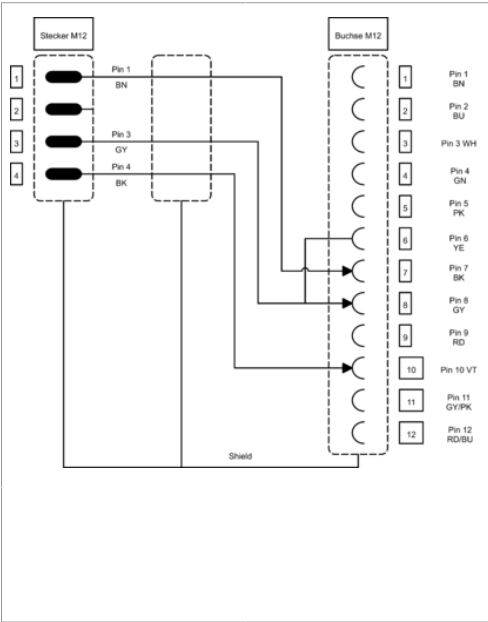 Stecker M12
Buchse M12
1
Pin 1
BN
2
3
Pin 3
GY
4
Pin 4
BK
1
Pin 1
BN
2
Pin 2
BU
3
Pin 3 WH
4
Pin 4
GN
5
Pin 5
PK
6
Pin 6
YE
7
Pin 7
BK
8
Pin 8
GY
9
Pin 9
RD
10
Pin 10 VT
11
Pin 11
GY/PK
12
Pin 12
RD/BU
Shield